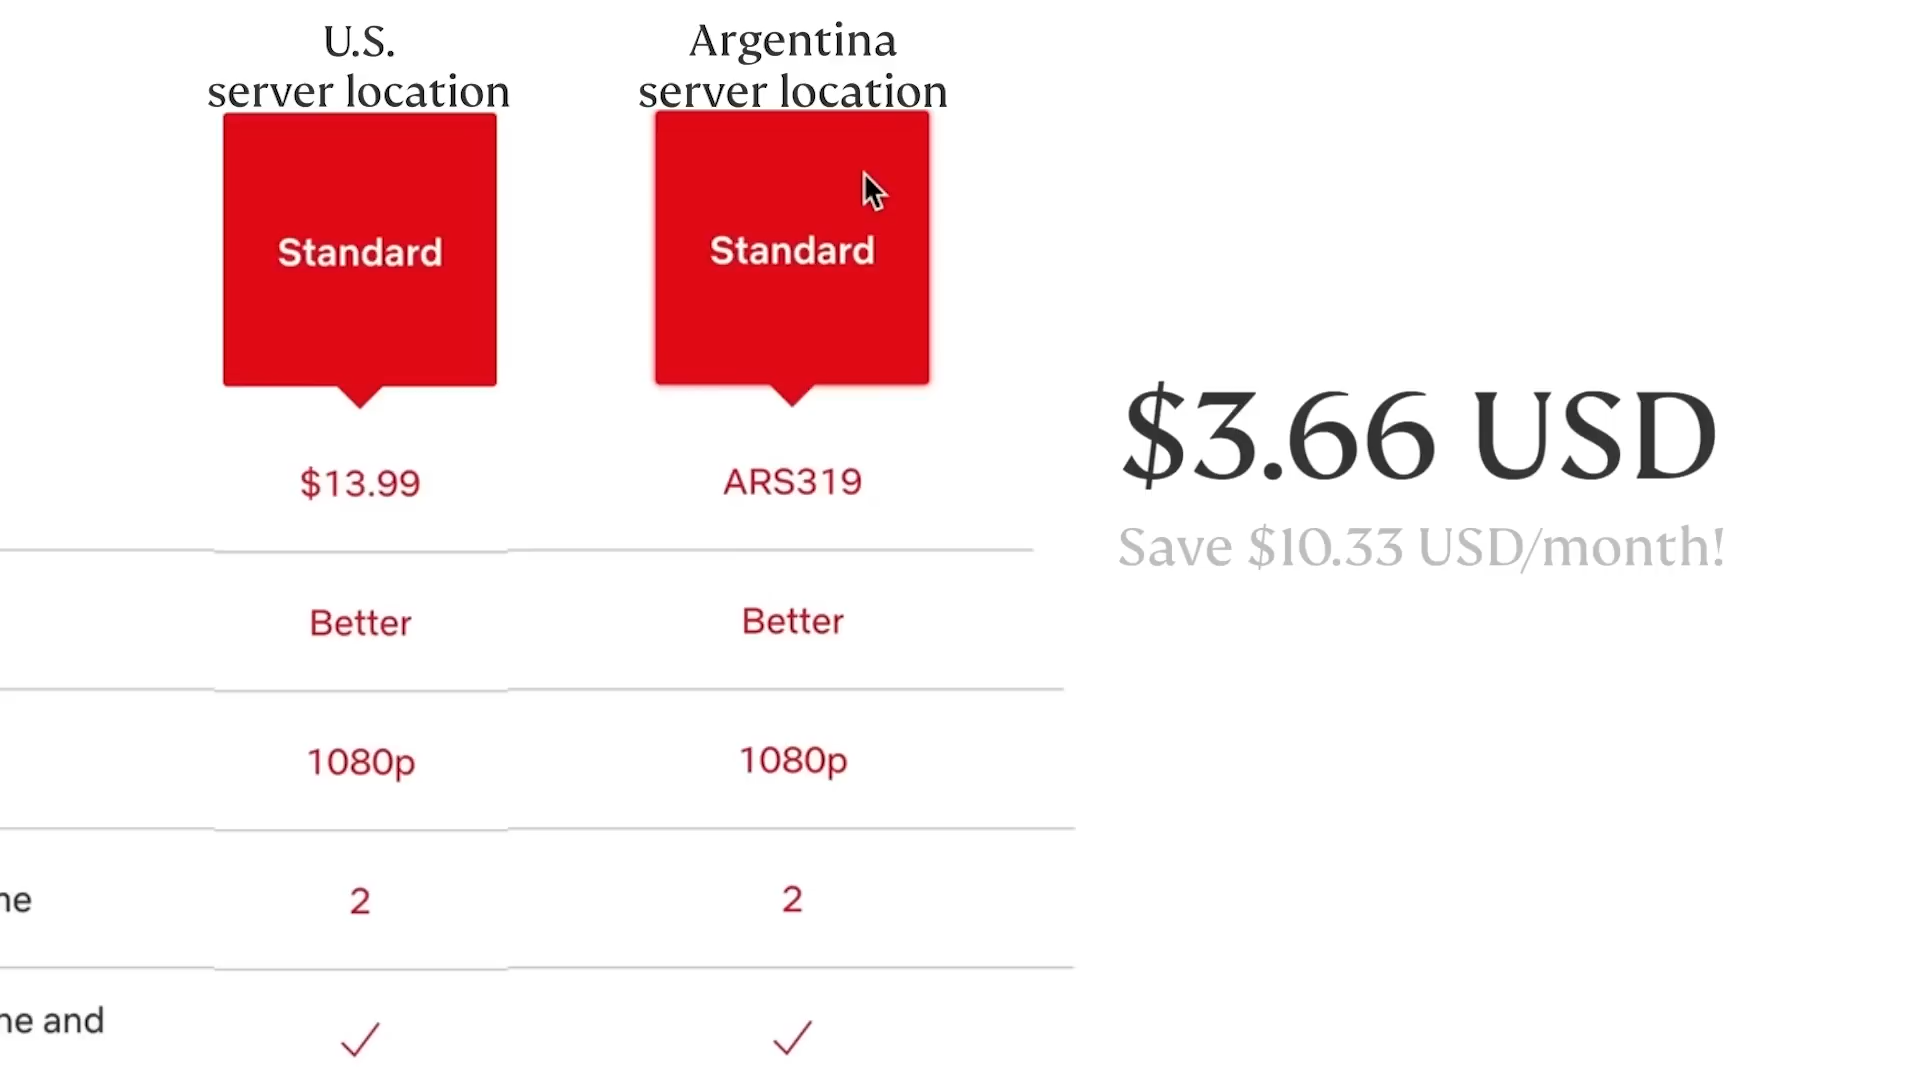 U.S.
server location
Argentina
server location
Standard
Standard
$13.99
ARS319
$3.66 USD
Save $10.33 USD/month!
Better
Better
1080p
1080p
ne
2
2
ne and